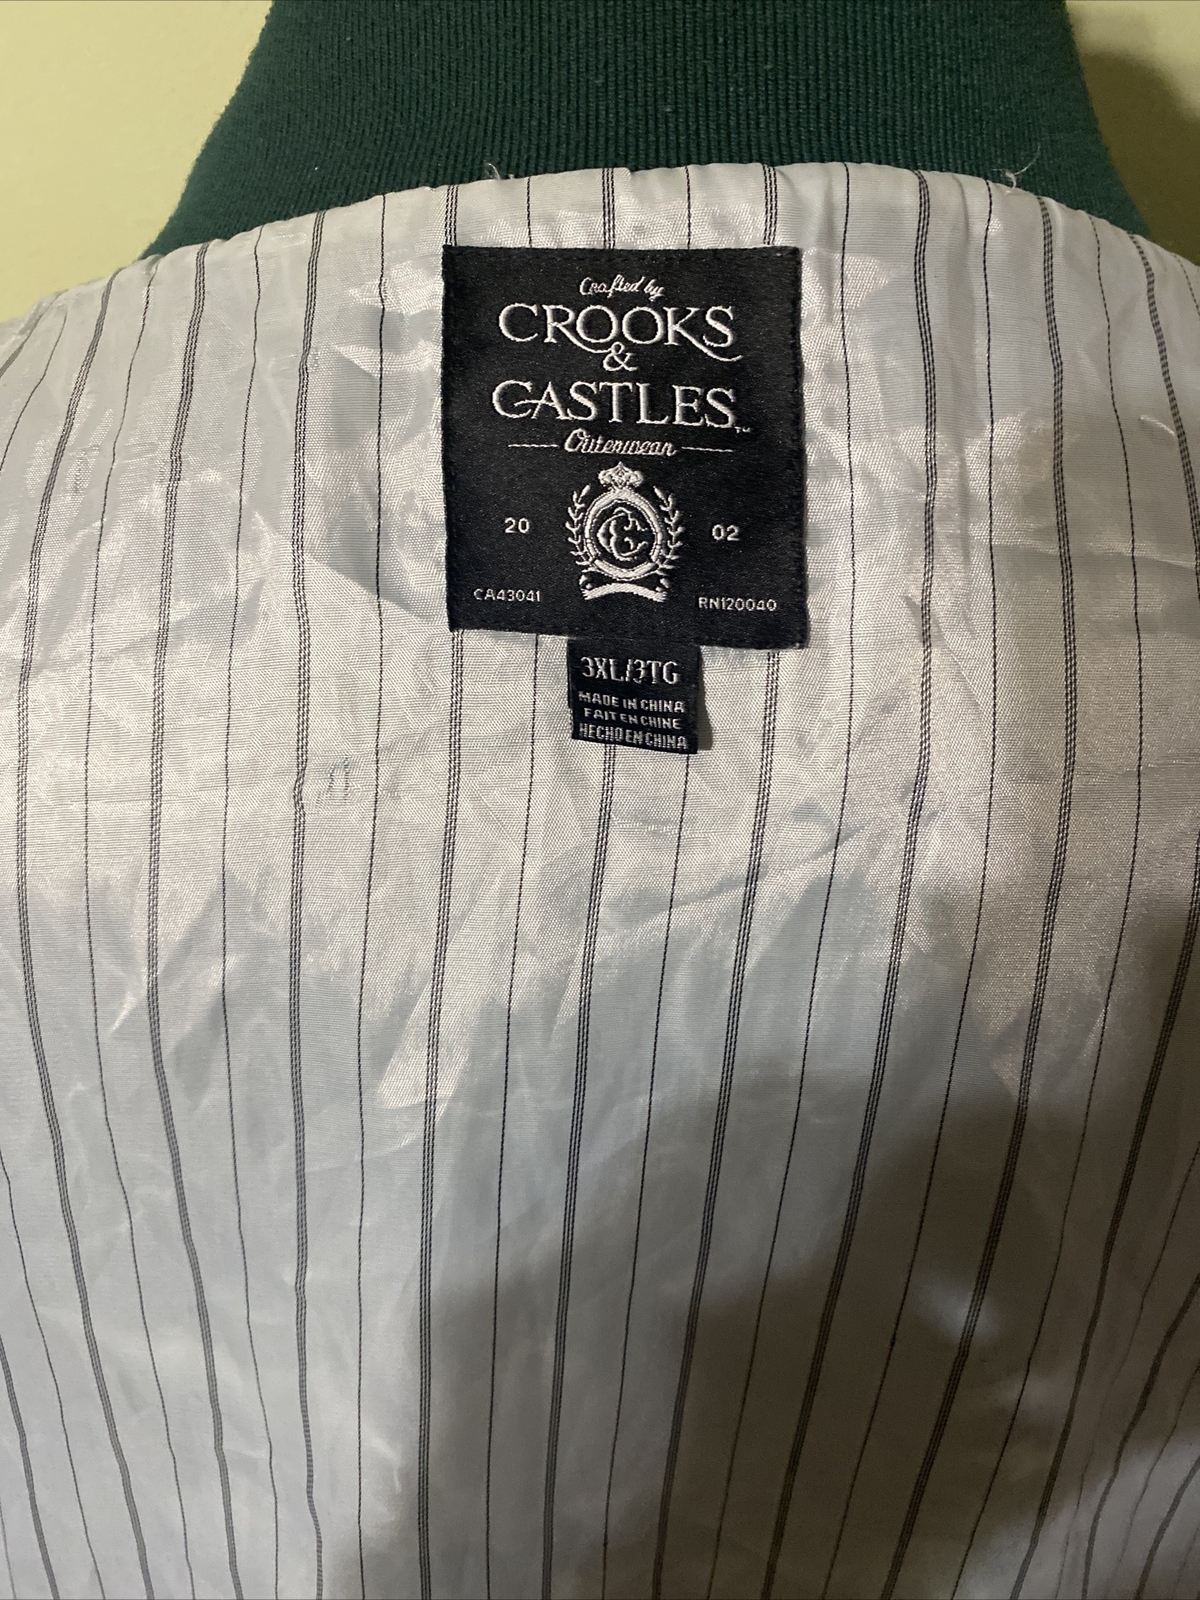 Crafted by
CROOKS
&
CASTLES™
Outerwear
20 02
CA43041 RN120040
3XL/3TG
MADE IN CHINA
FAIT EN CHINE
HECHO EN CHINA